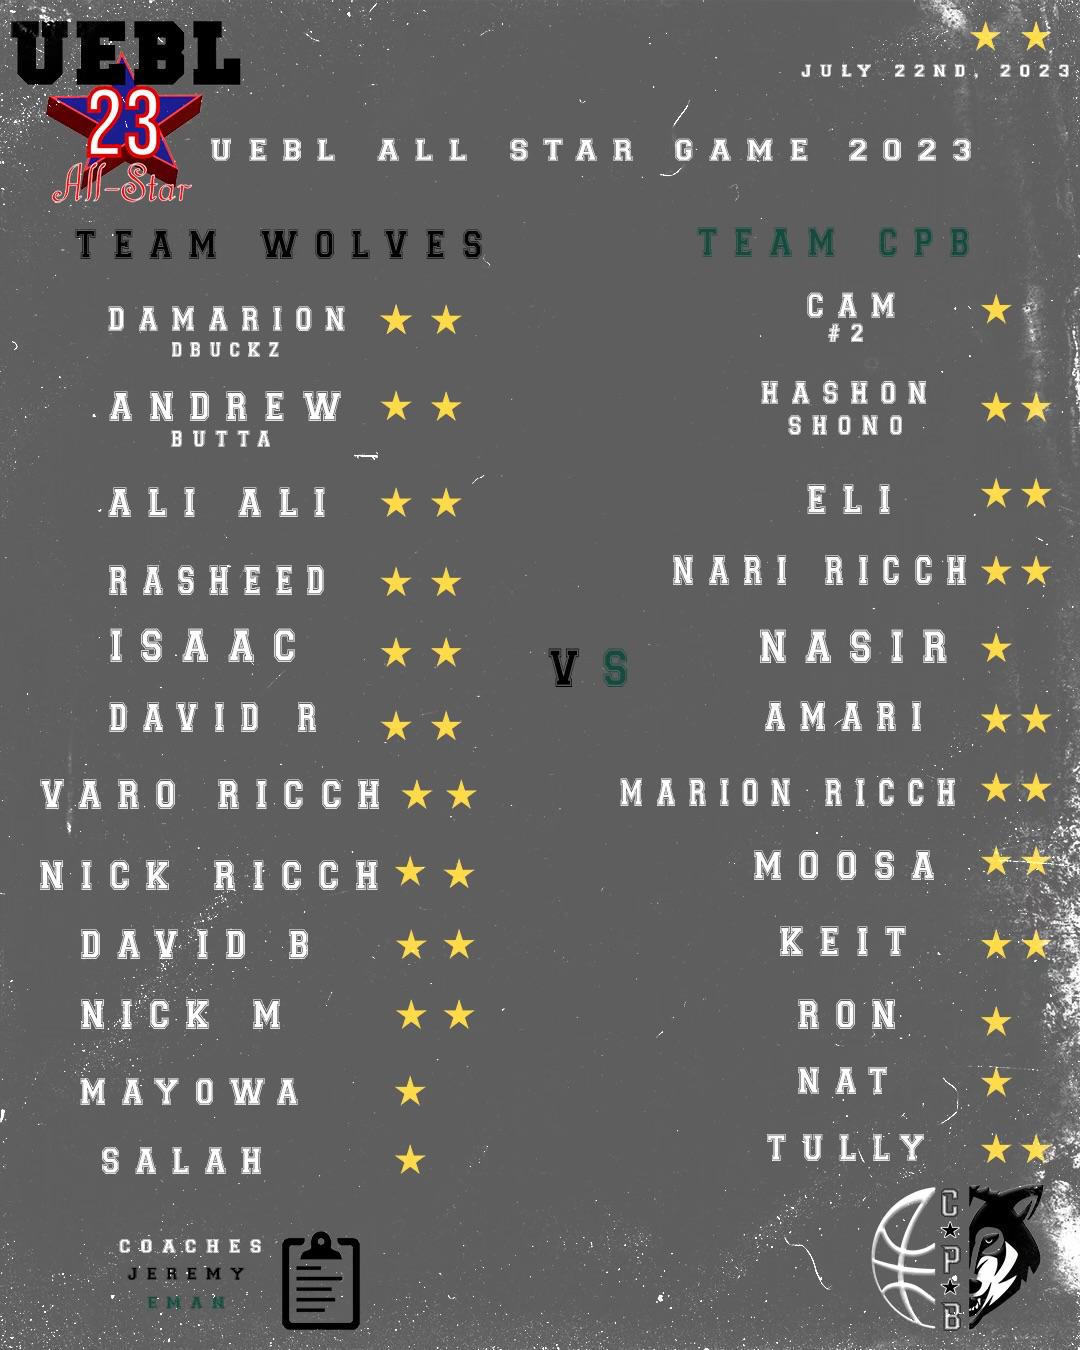 UEBL
23
All-Star
JULY 22ND, 2023
UEBL ALL STAR GAME 2023
TEAM WOLVES
DAMARION
DBUCKZ
ANDREW
BUTTA
ALI ALI
RASHEED
ISAAC
DAVID R
VARO RICCH
NICK RICCH
DAVID B
NICK M
MAYOWA
SALAH
VS
TEAM CPB
CAM
#2
HASHON
SHONO
ELI
NARI RICCH
NASIR
AMARI
MARION RICCH
MOOSA
KEIT
RON
NAT
TULLY
COACHES
JEREMY
EMAN
C
P
B